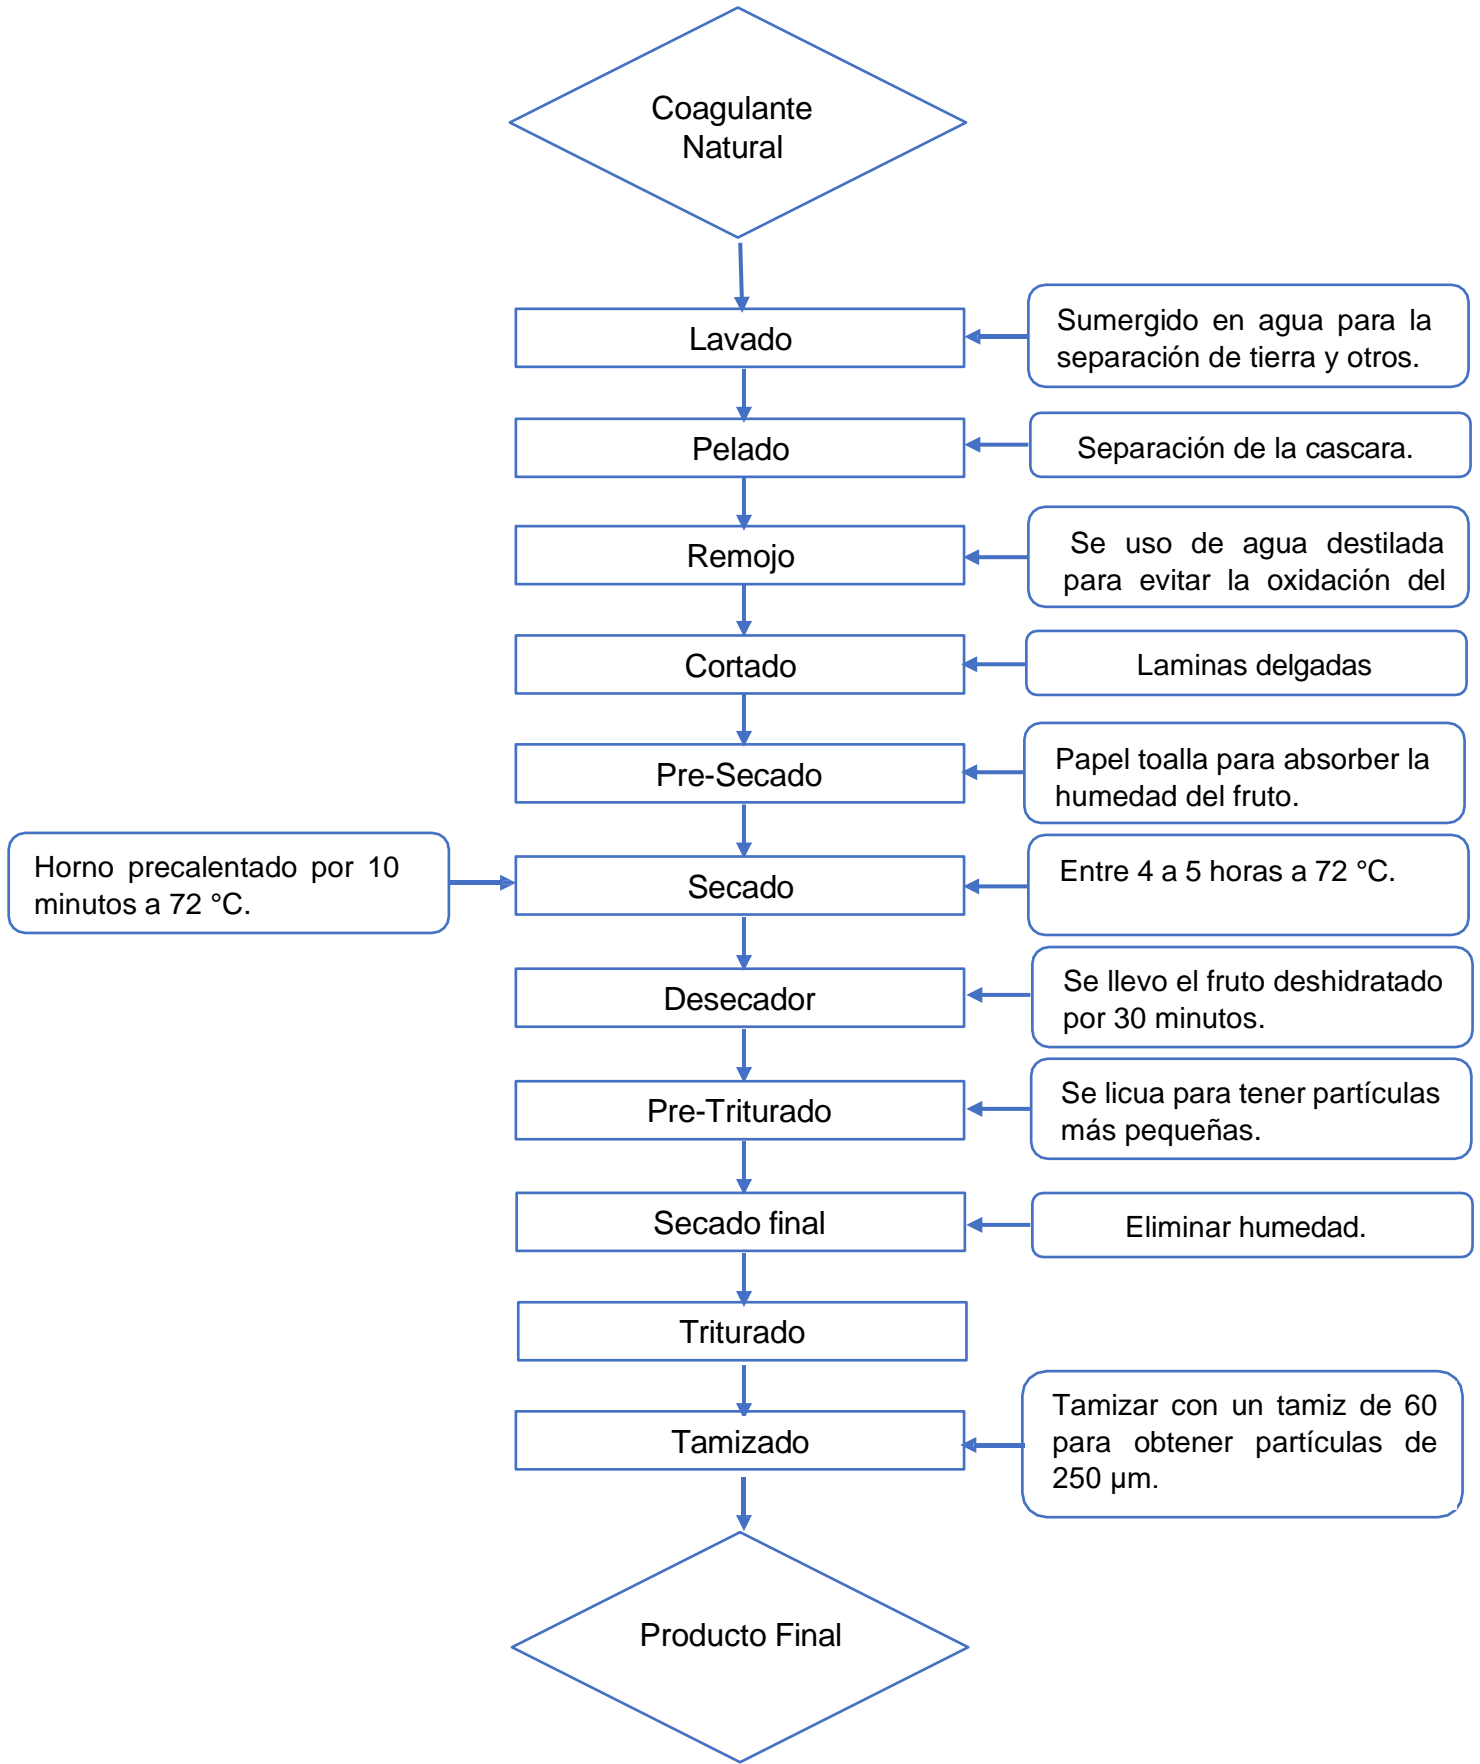 Coagulante
Natural
Lavado
Sumergido en agua para la
separación de tierra y otros.
Pelado
Separación de la cascara.
Remojo
Se uso de agua destilada
para evitar la oxidación del
Cortado
Laminas delgadas
Pre-Secado
Papel toalla para absorber la
humedad del fruto.
Horno precalentado por 10
minutos a 72 °C.
Secado
Entre 4 a 5 horas a 72 °C.
Desecador
Se llevo el fruto deshidratado
por 30 minutos.
Pre-Triturado
Se licua para tener partículas
más pequeñas.
Secado final
Eliminar humedad.
Triturado
Tamizado
Tamizar con un tamiz de 60
para obtener partículas de
250 µm.
Producto Final